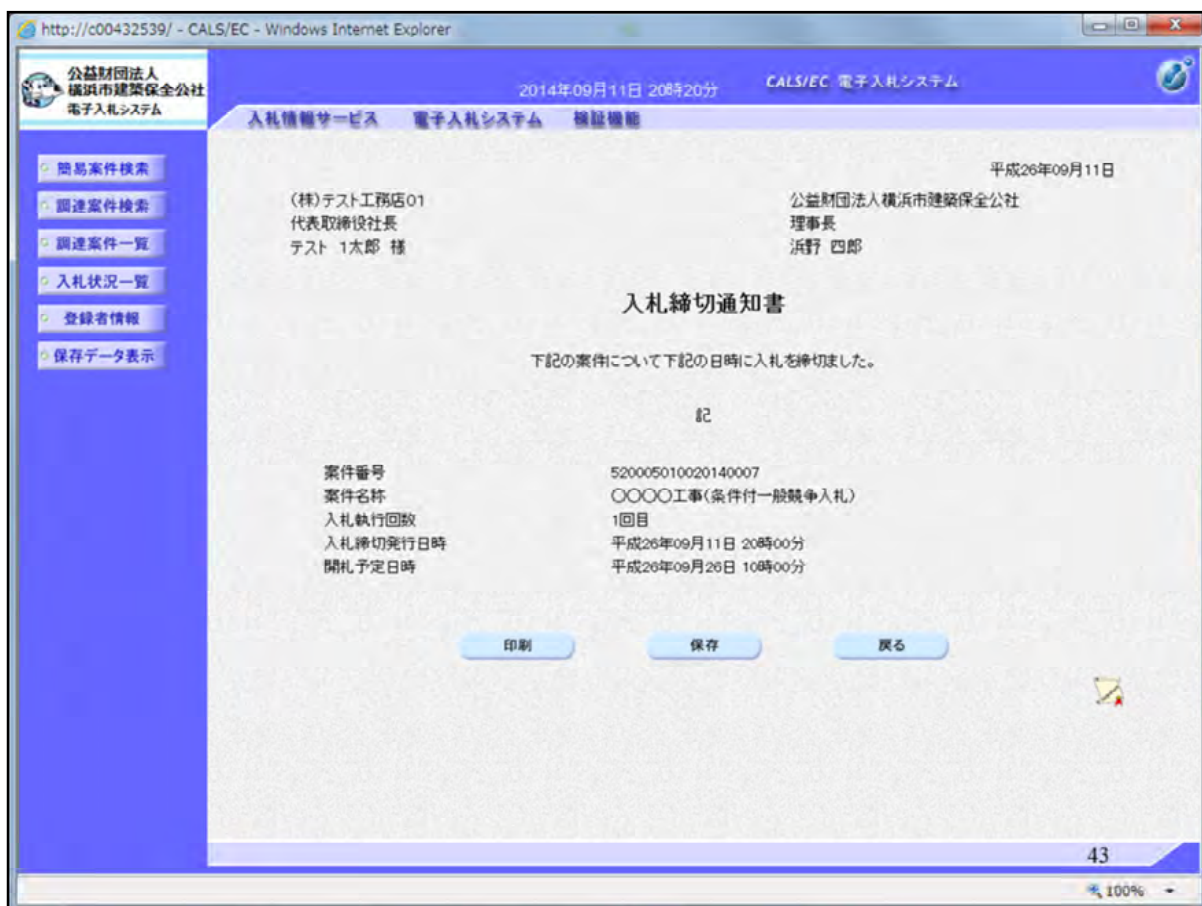 http://c00432539/ - CALS/EC - Windows Internet Explorer
公益財団法人
横浜市建築保全公社
電子入札システム
2014年09月11日 20時20分
CALS/EC 電子入札システム
入札情報サービス 電子入札システム 検証機能
簡易案件検索
調達案件検索
調達案件一覧
入札状況一覧
登録者情報
保存データ表示
平成26年09月11日
(株)テスト工務店01
代表取締役社長
テスト 1太郎 様
公益財団法人横浜市建築保全公社
理事長
浜野 四郎
入札締切通知書
下記の案件について下記の日時に入札を締切ました。
記
案件番号 520005010020140007
案件名称 〇〇〇〇工事(条件付一般競争入札)
入札執行回数 1回目
入札締切発行日時 平成26年09月11日 20時00分
開札予定日時 平成26年09月26日 10時00分
印刷 保存 戻る
43
100%